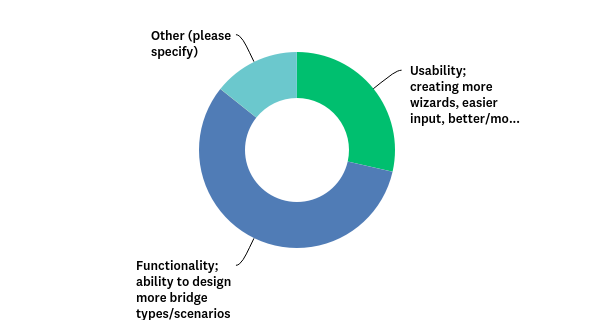 Other (please
specify)
Usability;
creating more
wizards, easier
input, better/mo...
Functionality;
ability to design
more bridge
types/scenarios